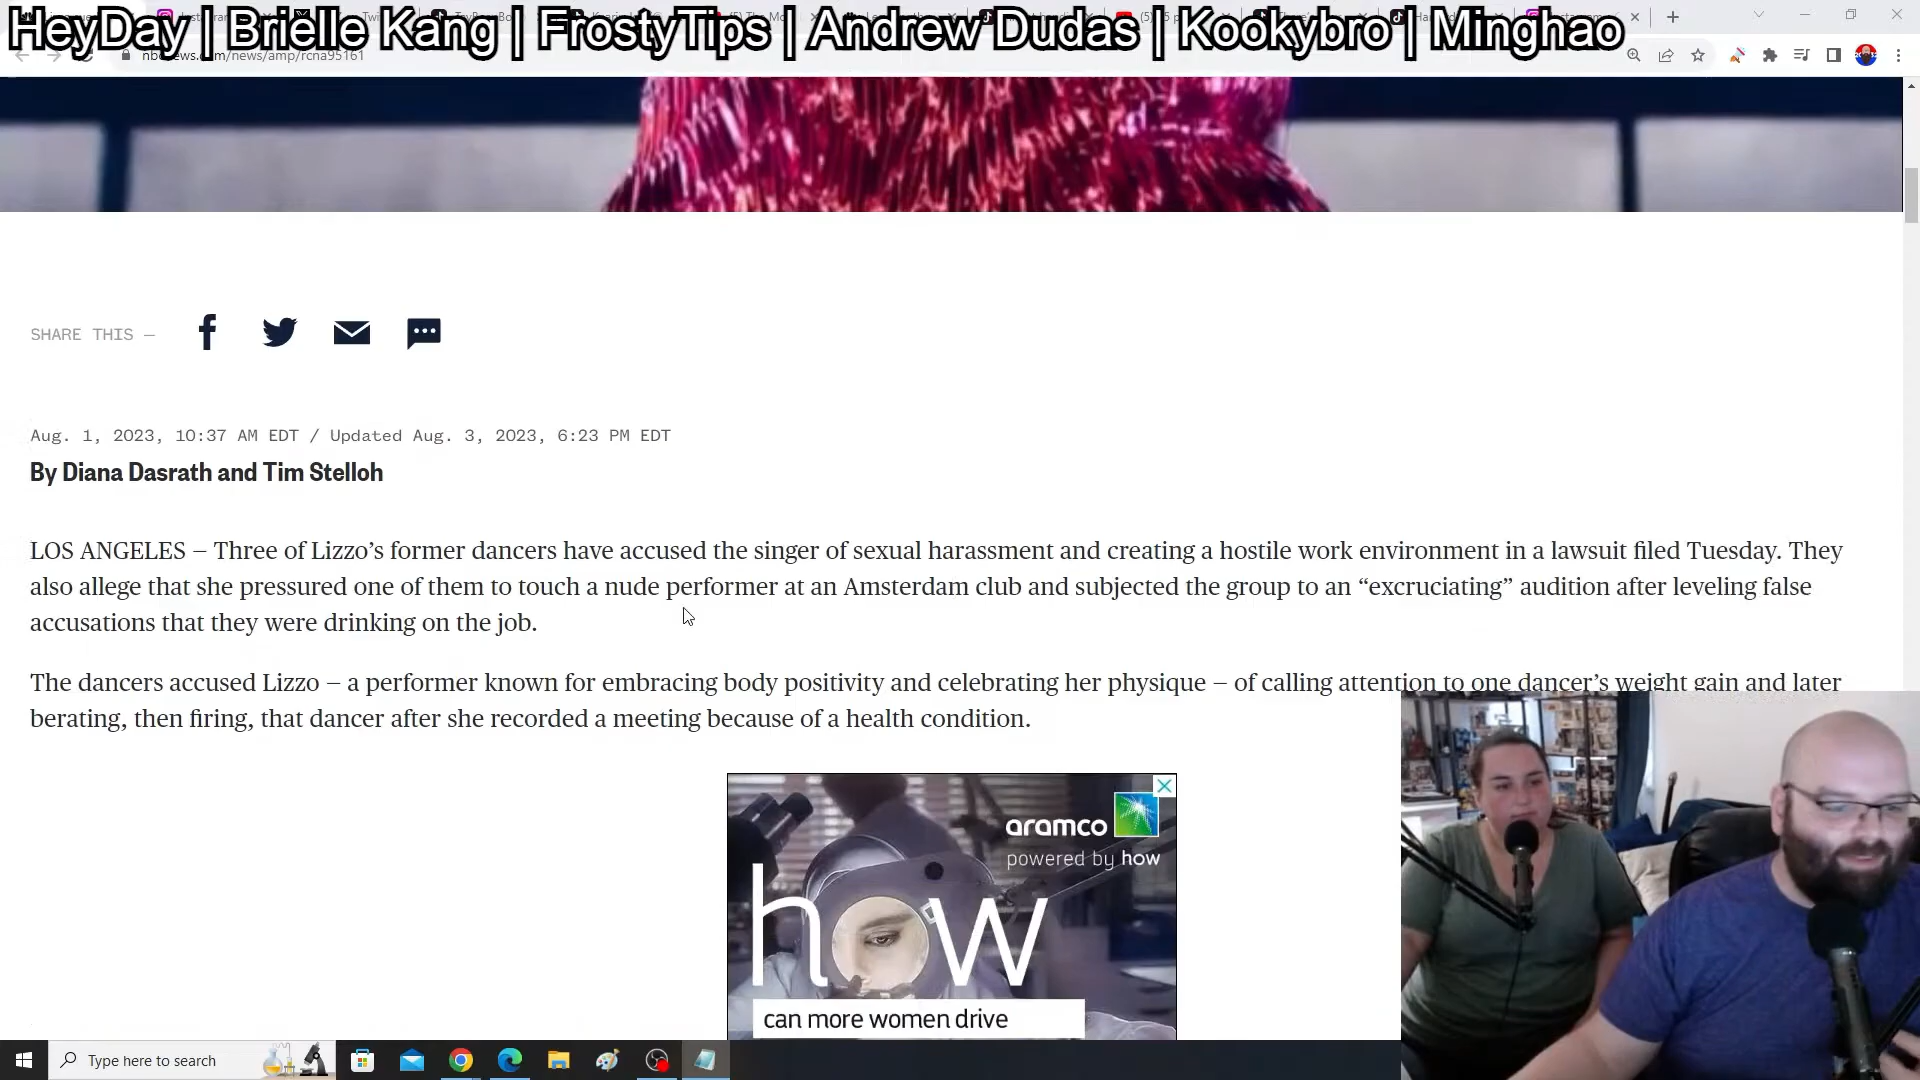 HeyDay | Brielle Kang | FrostyTips | Andrew Dudas | Kookybro | Minghao
nbcnews.com/news/amp/rcna95161
SHARE THIS —
Aug. 1, 2023, 10:37 AM EDT / Updated Aug. 3, 2023, 6:23 PM EDT
By Diana Dasrath and Tim Stelloh
LOS ANGELES — Three of Lizzo’s former dancers have accused the singer of sexual harassment and creating a hostile work environment in a lawsuit filed Tuesday. They
also allege that she pressured one of them to touch a nude performer at an Amsterdam club and subjected the group to an “excruciating” audition after leveling false
accusations that they were drinking on the job.
The dancers accused Lizzo — a performer known for embracing body positivity and celebrating her physique — of calling attention to one dancer’s weight gain and later
berating, then firing, that dancer after she recorded a meeting because of a health condition.
aramco
powered by how
how
can more women drive
Type here to search